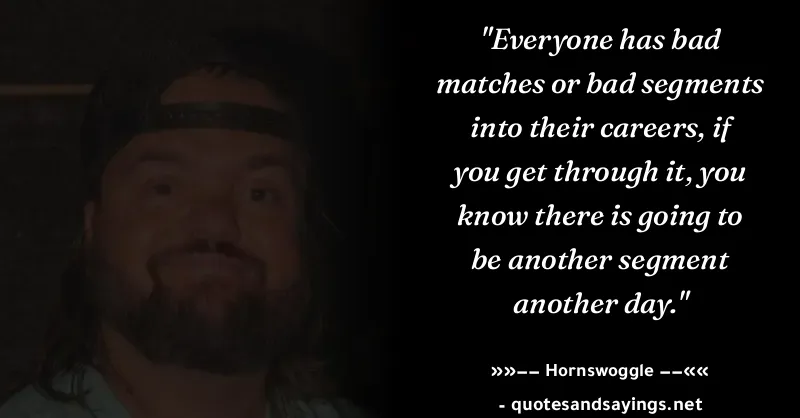 "Everyone has bad
matches or bad segments
into their careers, if
you get through it, you
know there is going to
be another segment
another day."
»»−− Hornswoggle −−««
- quotesandsayings.net